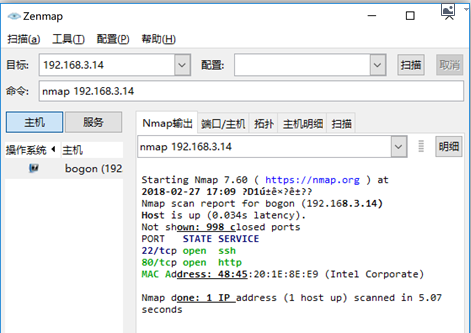 Zenmap
扫描(a) 工具(T) 配置(P) 帮助(H)
目标: 192.168.3.14 配置: 扫描 取消
命令: nmap 192.168.3.14
主机 服务
操作系统 主机
bogon (192
Nmap输出 端口/主机 拓扑 主机明细 扫描
nmap 192.168.3.14 明细
Starting Nmap 7.60 ( https://nmap.org ) at
2018-02-27 17:09 ?D1ú±ê×?ê±??
Nmap scan report for bogon (192.168.3.14)
Host is up (0.034s latency).
Not shown: 998 closed ports
PORT STATE SERVICE
22/tcp open ssh
80/tcp open http
MAC Address: 48:45:20:1E:8E:E9 (Intel Corporate)
Nmap done: 1 IP address (1 host up) scanned in 5.07
seconds